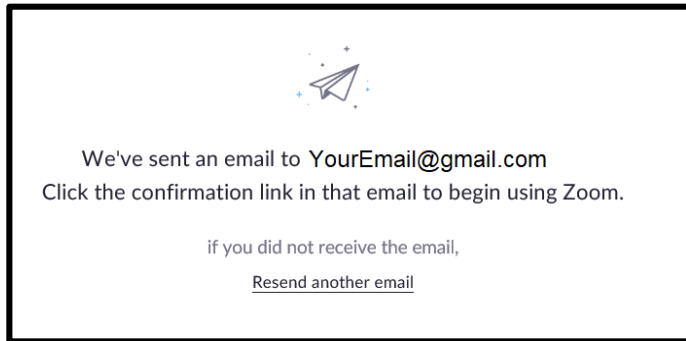 We've sent an email to YourEmail@gmail.com
Click the confirmation link in that email to begin using Zoom.
if you did not receive the email,
Resend another email